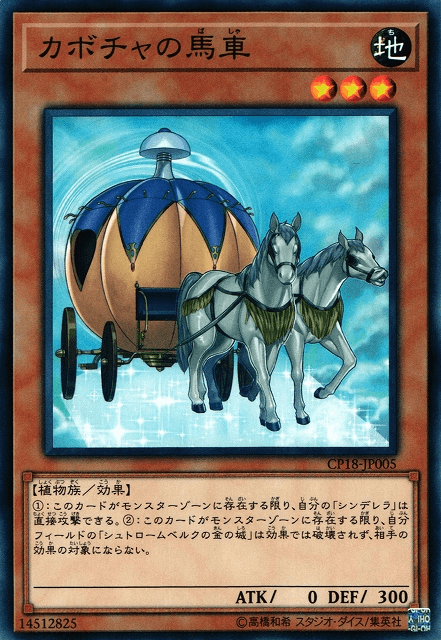 カボチャの馬車
地
CP18-JP005
【植物族／効果】
①：このカードがモンスターゾーンに存在する限り、自分の「シンデレラ」は
直接攻撃できる。②：このカードがモンスターゾーンに存在する限り、自分
フィールドの「シュトロームベルクの金の城」は効果では破壊されず、相手の
効果の対象にならない。
ATK/ 0 DEF/ 300
14512825
©高橋和希 スタジオ・ダイス/集英社